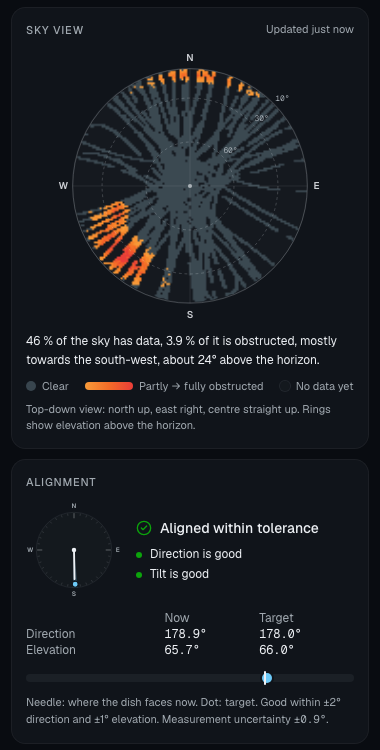 SKY VIEW
Updated just now
N
10°
30°
60°
W
E
S
46 % of the sky has data, 3.9 % of it is obstructed, mostly
towards the south-west, about 24° above the horizon.
Clear
Partly → fully obstructed
No data yet
Top-down view: north up, east right, centre straight up. Rings
show elevation above the horizon.
ALIGNMENT
N
W
E
S
Aligned within tolerance
Direction is good
Tilt is good
Now Target
Direction 178.9° 178.0°
Elevation 65.7° 66.0°
Needle: where the dish faces now. Dot: target. Good within ±2°
direction and ±1° elevation. Measurement uncertainty ±0.9°.